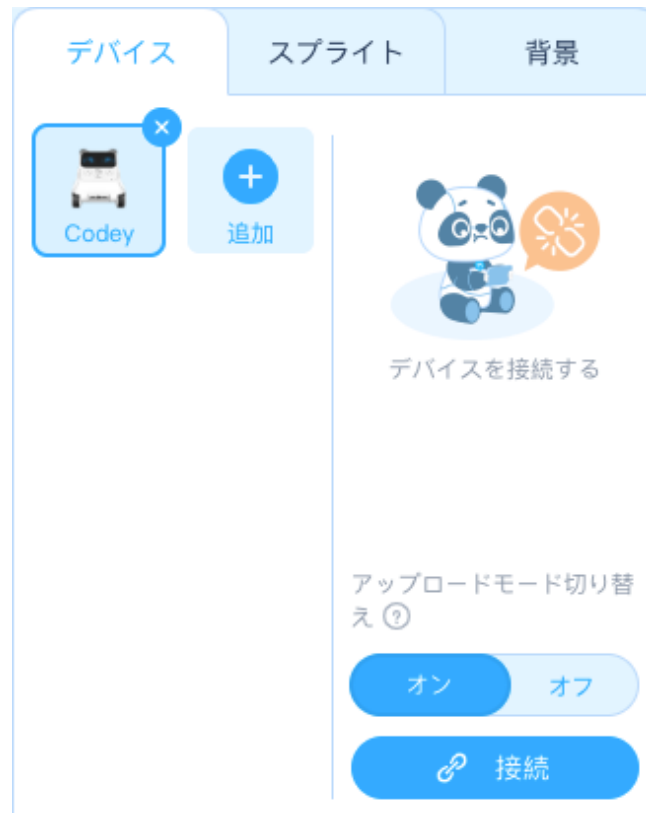 デバイス
スプライト
背景
Codey
追加
デバイスを接続する
アップロードモード切り替
え ?
オン
オフ
接続